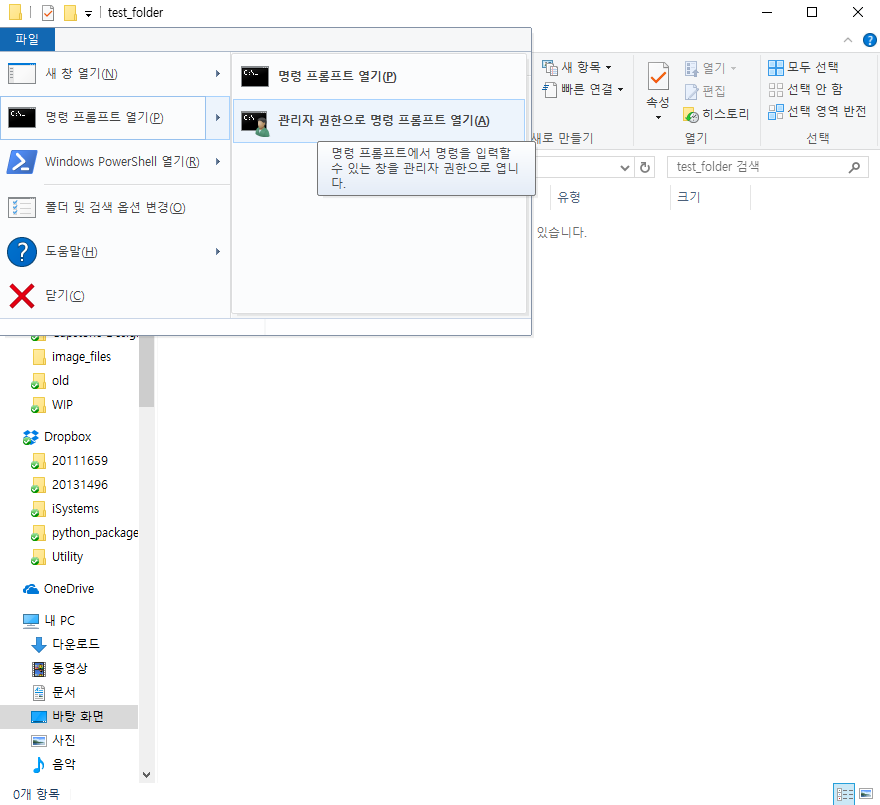 test_folder
파일
새 창 열기(N)
명령 프롬프트 열기(P)
Windows PowerShell 열기(R)
폴더 및 검색 옵션 변경(O)
도움말(H)
닫기(C)
명령 프롬프트 열기(P)
관리자 권한으로 명령 프롬프트 열기(A)
명령 프롬프트에서 명령을 입력할
수 있는 창을 관리자 권한으로 엽니
다.
새 항목
빠른 연결
새로 만들기
속성
열기
편집
히스토리
열기
모두 선택
선택 안 함
선택 영역 반전
선택
test_folder 검색
유형
크기
있습니다.
image_files
old
WIP
Dropbox
20111659
20131496
iSystems
python_package
Utility
OneDrive
내 PC
다운로드
동영상
문서
바탕 화면
사진
음악
0개 항목